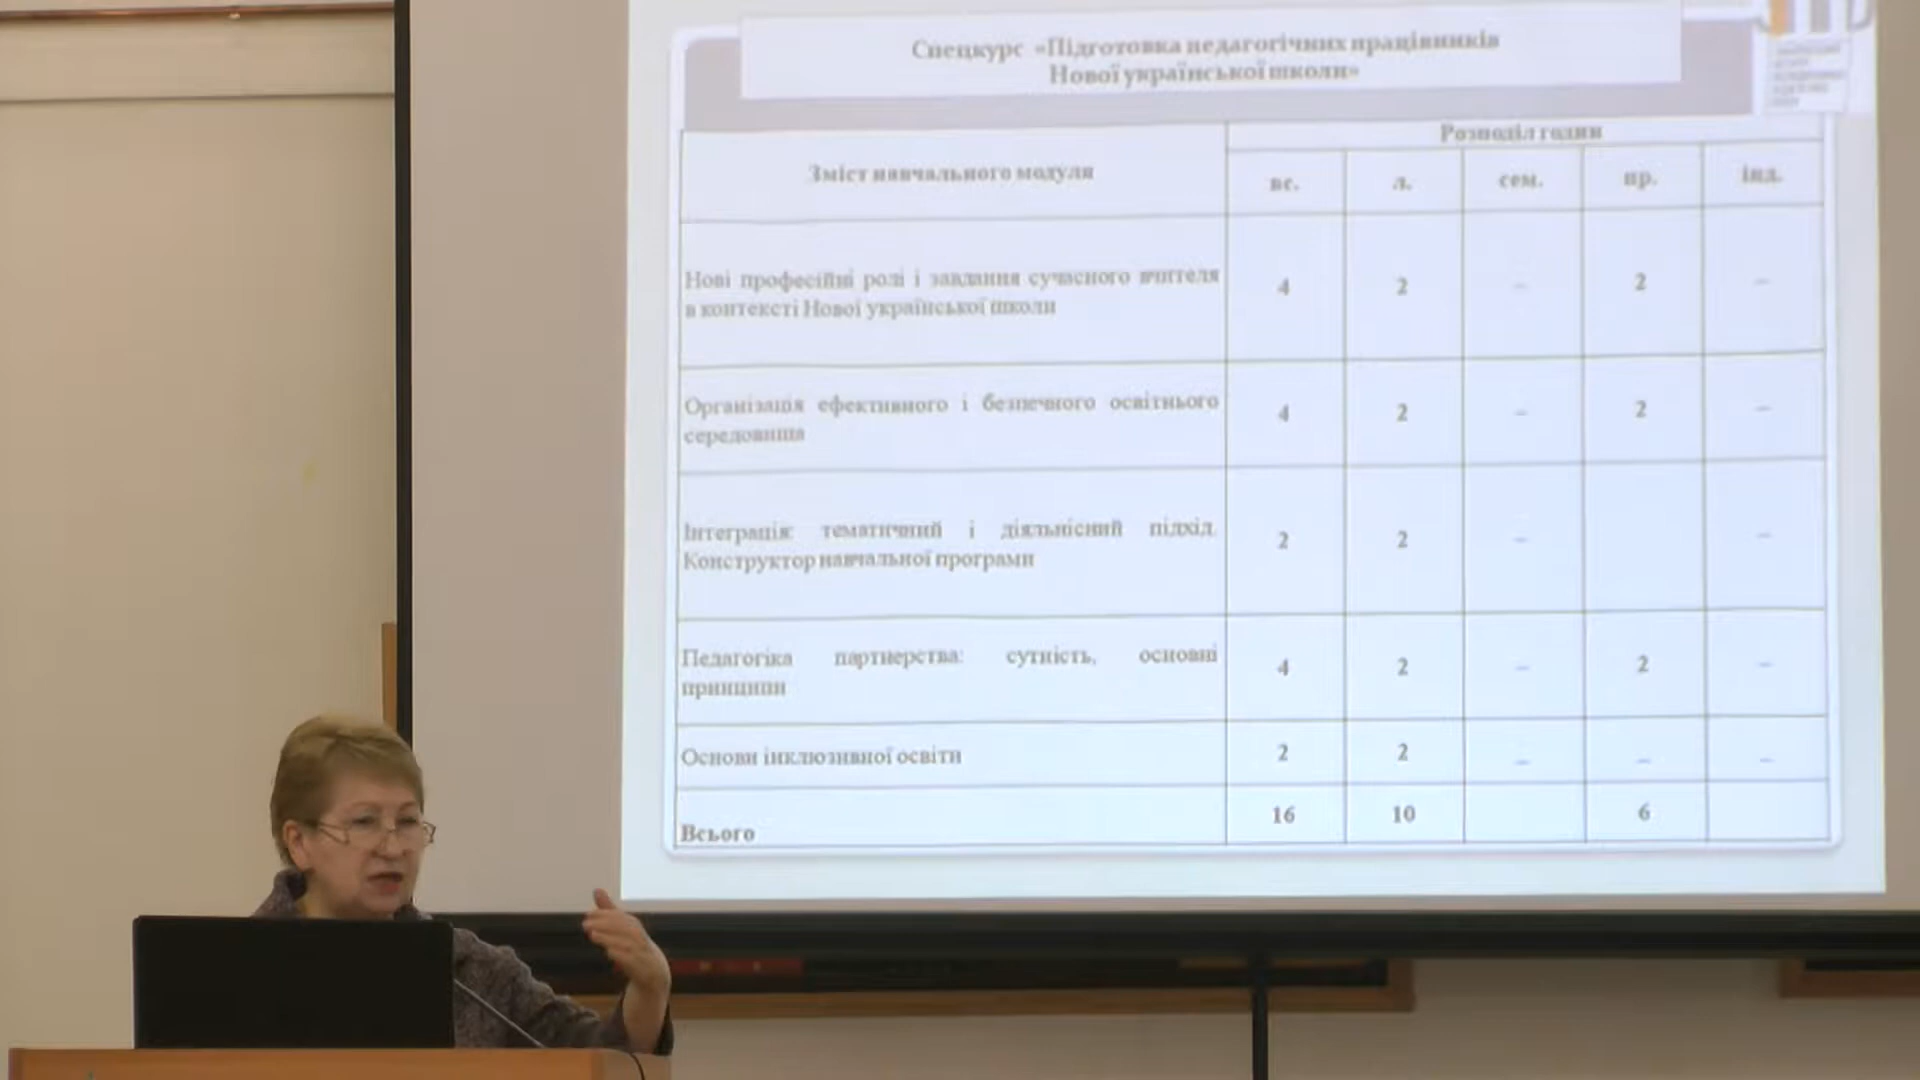 Спецкурс «Підготовка педагогічних працівників
Нової української школи»
Зміст навчального модуля
Розподіл годин
вс. л. сем. пр. інд.
Нові професійні ролі і завдання сучасного вчителя
в контексті Нової української школи
4 2 – 2 –
Організація ефективного і безпечного освітнього
середовища
4 2 – 2 –
Інтеграція: тематичний і діяльнісний підхід.
Конструктор навчальної програми
2 2 – –
Педагогіка партнерства: сутність, основні
принципи
4 2 – 2 –
Основи інклюзивної освіти 2 2 – – –
Всього 16 10 6